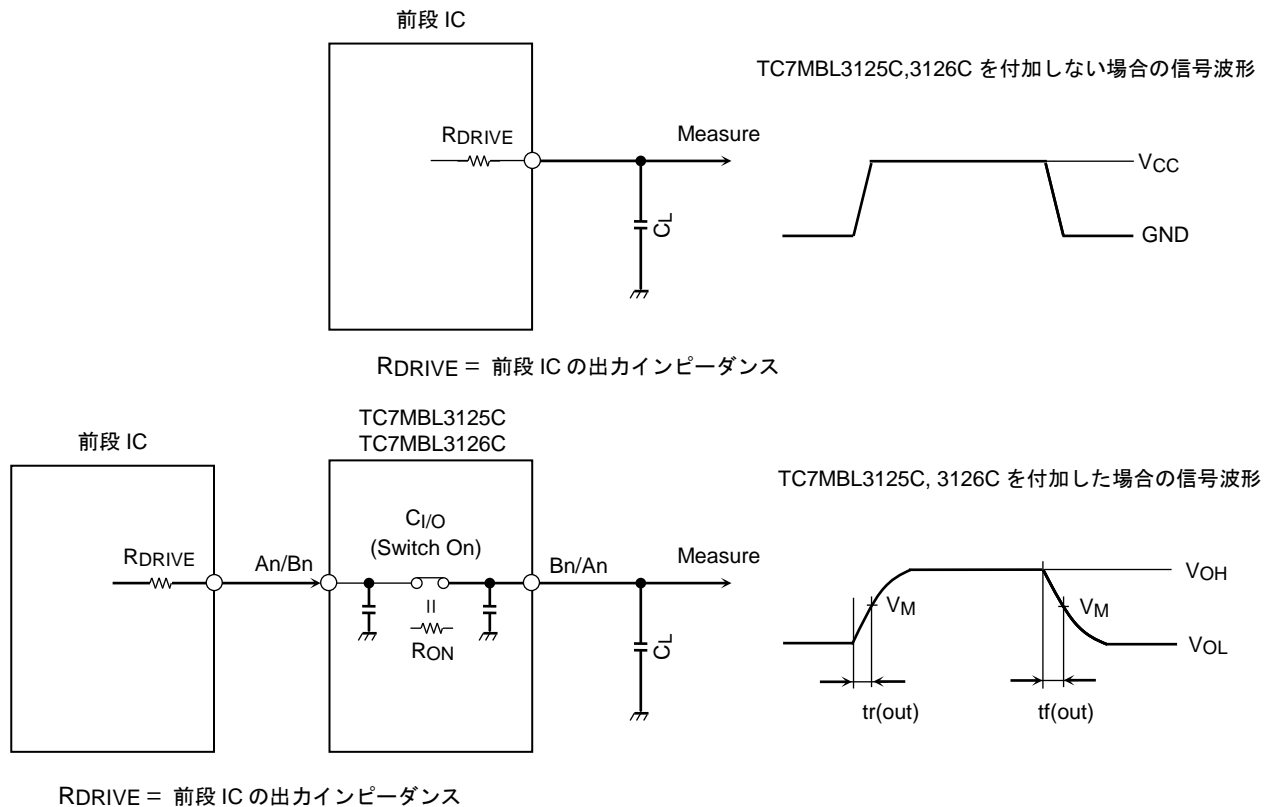 前段 IC
TC7MBL3125C,3126C を付加しない場合の信号波形
RDRIVE
Measure
CL
VCC
GND
RDRIVE = 前段 IC の出力インピーダンス
TC7MBL3125C
TC7MBL3126C
前段 IC
TC7MBL3125C, 3126C を付加した場合の信号波形
CI/O
(Switch On)
RDRIVE
An/Bn
Bn/An
Measure
RON
CL
VOH
VM
VM
VOL
tr(out)
tf(out)
RDRIVE = 前段 IC の出力インピーダンス